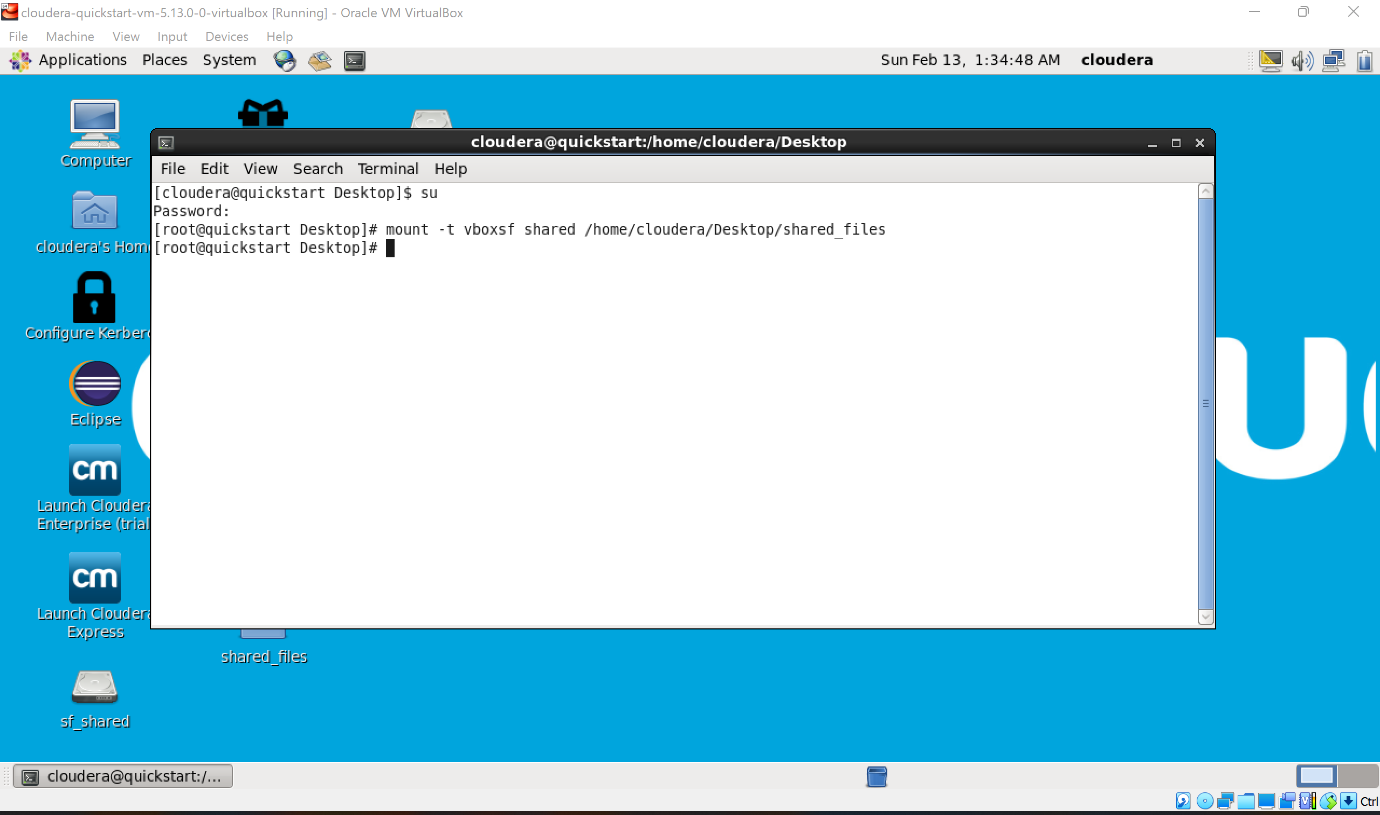 cloudera-quickstart-vm-5.13.0-0-virtualbox [Running] - Oracle VM VirtualBox
File Machine View Input Devices Help
Applications Places System Sun Feb 13, 1:34:48 AM cloudera
Computer
cloudera@quickstart:/home/cloudera/Desktop
File Edit View Search Terminal Help
[cloudera@quickstart Desktop]$ su
Password:
[root@quickstart Desktop]# mount -t vboxsf shared /home/cloudera/Desktop/shared_files
[root@quickstart Desktop]#
cloudera's Hom
Configure Kerber
Eclipse
cm
Launch Cloudera
Enterprise (trial
cm
Launch Cloudera
Express
shared_files
sf_shared
cloudera@quickstart:/...
Ctrl